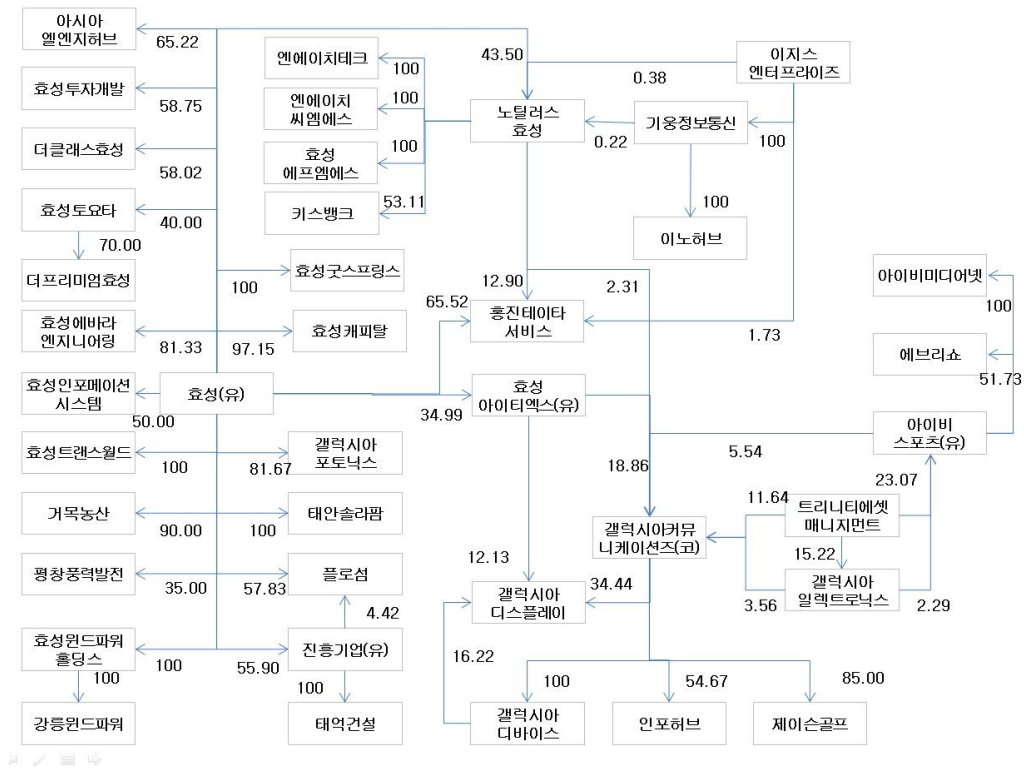 아시아
엘엔지허브
65.22
43.50
이지스
엔터프라이즈
엔에이치테크
100
0.38
효성투자개발
58.75
엔에이치
씨엠에스
100
노틸러스
효성
기웅정보통신
0.22
100
더클래스효성
58.02
효성
에프엠에스
100
효성토요타
40.00
키스뱅크
53.11
100
이노허브
70.00
더프리미엄효성
효성굿스프링스
100
12.90
2.31
아이비미디어넷
100
65.52
홍진데이타
서비스
1.73
효성에바라
엔지니어링
81.33
97.15
효성캐피탈
에브리쇼
51.73
효성인포메이션
시스템
50.00
효성(유)
34.99
효성
아이티엑스(유)
아이비
스포츠(유)
5.54
효성트랜스월드
100
81.67
갤럭시아
포토닉스
18.86
23.07
거목농산
90.00
100
태안솔라팜
갤럭시아커뮤
니케이션즈(코)
11.64
트리니티에셋
매니지먼트
15.22
평창풍력발전
35.00
57.83
플로섬
12.13
34.44
갤럭시아
디스플레이
3.56
갤럭시아
일렉트로닉스
2.29
4.42
효성윈드파워
홀딩스
100
100
55.90
진흥기업(유)
100
16.22
100
54.67
85.00
강릉윈드파워
태억건설
갤럭시아
디바이스
인포허브
제이슨골프